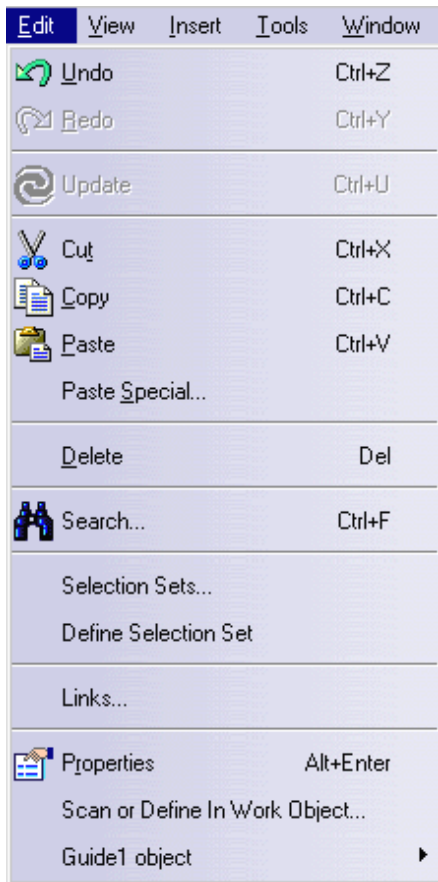 Edit View Insert Tools Window
Undo Ctrl+Z
Redo Ctrl+Y
Update Ctrl+U
Cut Ctrl+X
Copy Ctrl+C
Paste Ctrl+V
Paste Special...
Delete Del
Search... Ctrl+F
Selection Sets...
Define Selection Set
Links...
Properties Alt+Enter
Scan or Define In Work Object...
Guide1 object